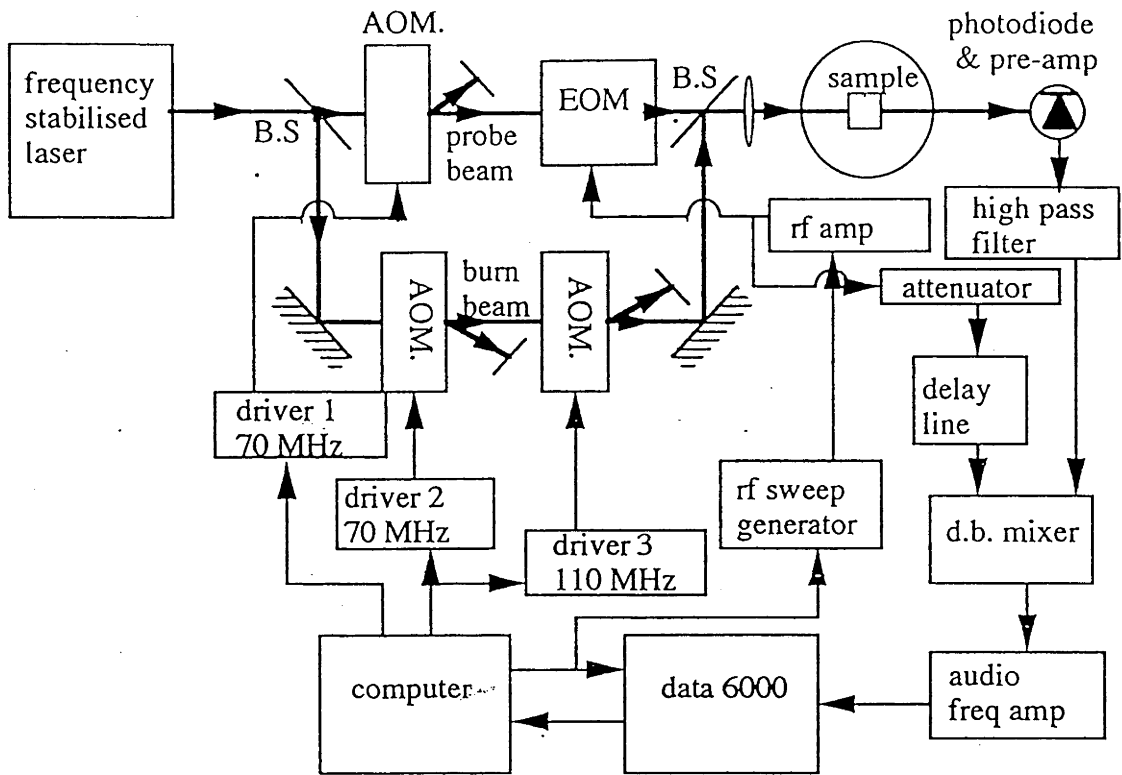 AOM.
photodiode
& pre-amp
frequency
stabilised
laser
B.S
probe
beam
EOM
B.S
sample
high pass
filter
rf amp
attenuator
burn
beam
AOM.
AOM.
delay
line
driver 1
70 MHz
driver 2
70 MHz
driver 3
110 MHz
rf sweep
generator
d.b. mixer
computer
data 6000
audio
freq amp